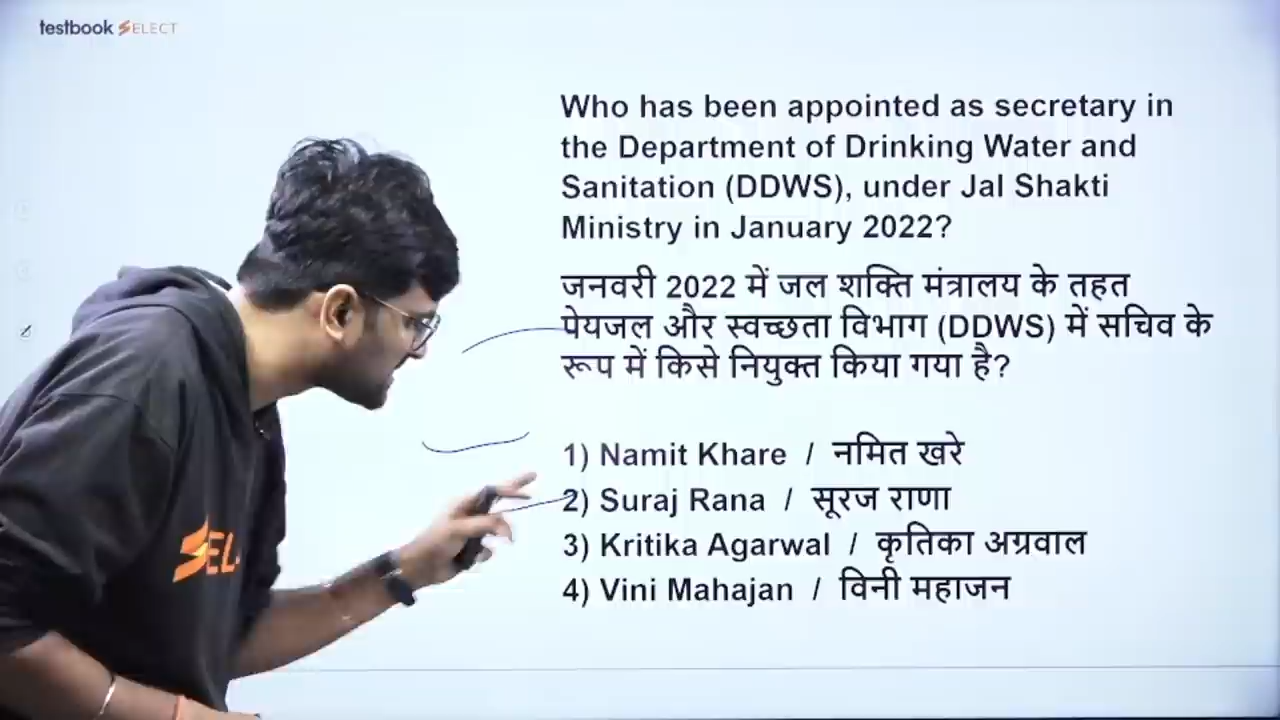 testbook SELECT
Who has been appointed as secretary in
the Department of Drinking Water and
Sanitation (DDWS), under Jal Shakti
Ministry in January 2022?
जनवरी 2022 में जल शक्ति मंत्रालय के तहत
पेयजल और स्वच्छता विभाग (DDWS) में सचिव के
रूप में किसे नियुक्त किया गया है?
1) Namit Khare / नमित खरे
2) Suraj Rana / सूरज राणा
3) Kritika Agarwal / कृतिका अग्रवाल
4) Vini Mahajan / विनी महाजन
SEL